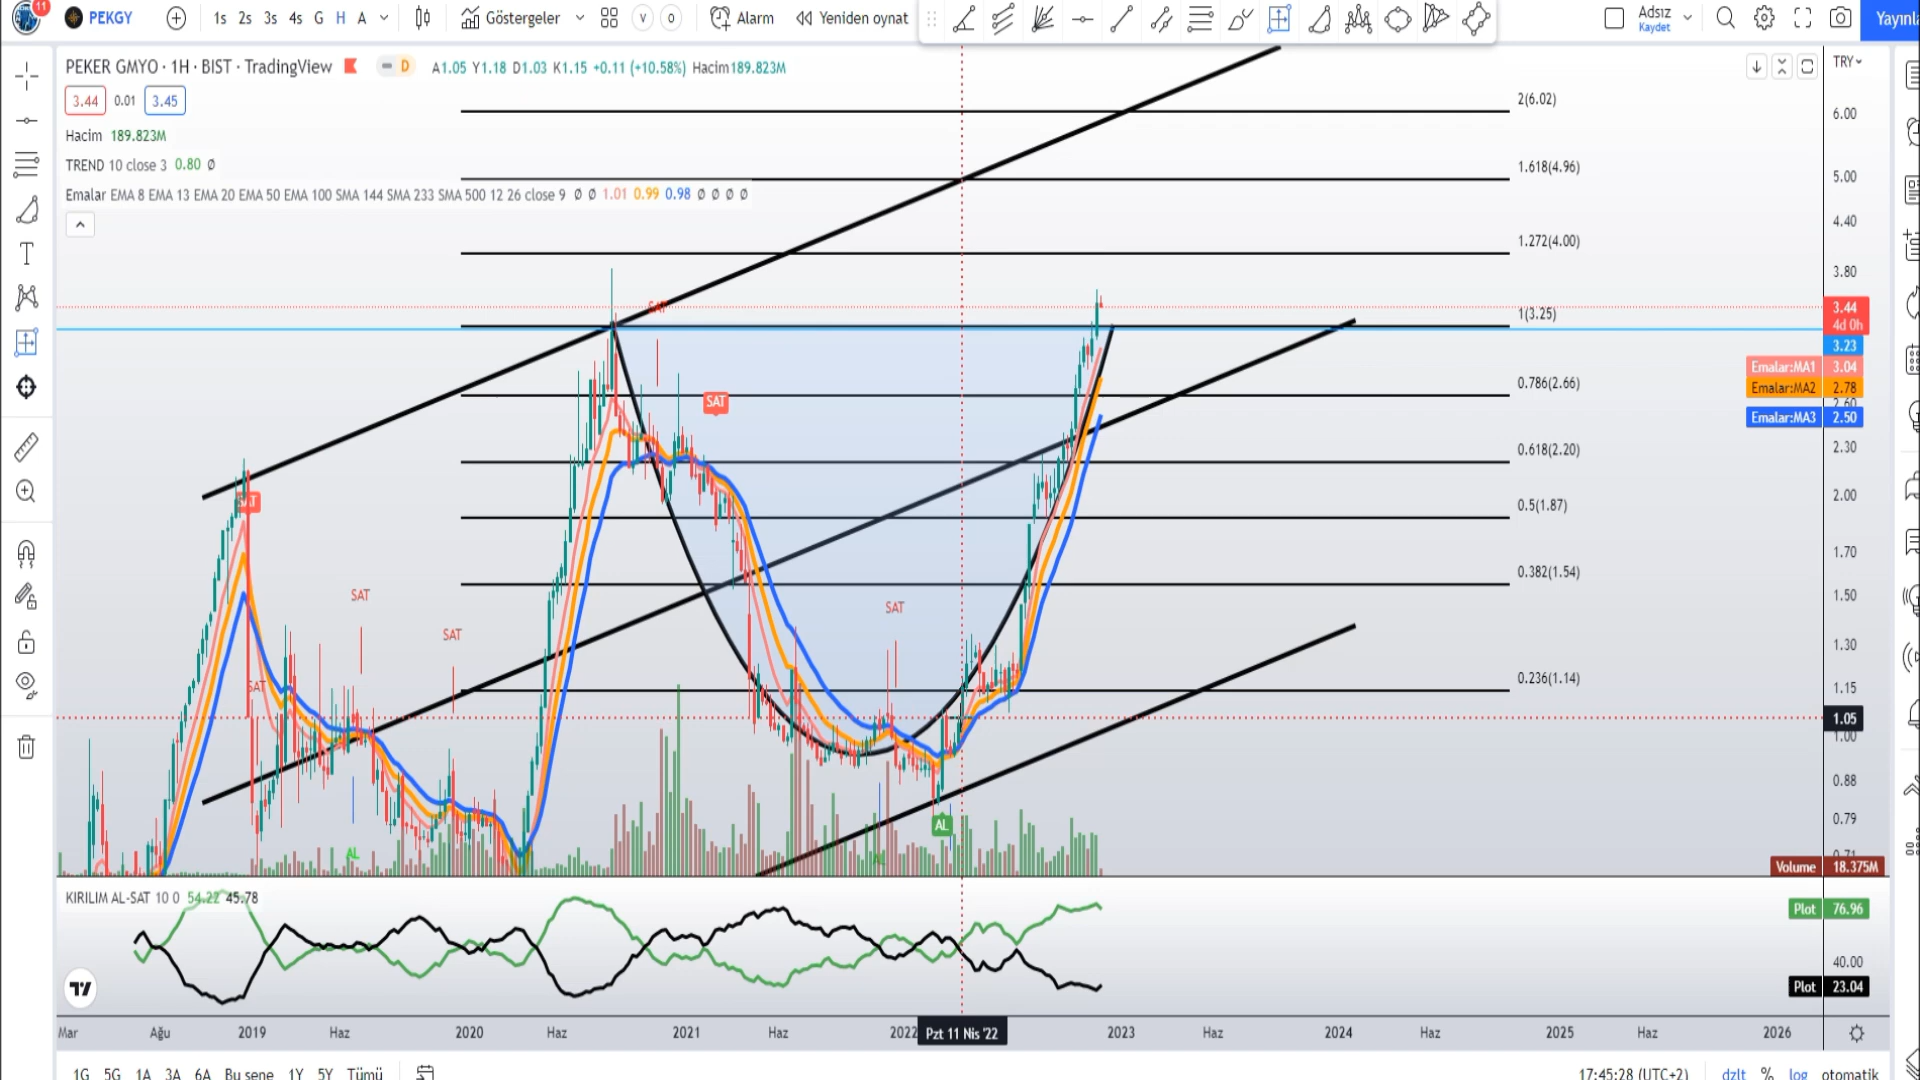 11
PEKGY
1s 2s 3s 4s G H A
Göstergeler
Alarm
Yeniden oynat
Adsız
Kaydet
PEKER GMYO · 1H · BIST · TradingView
D
A1.05 Y1.18 D1.03 K1.15 +0.11 (+10.58%) Hacim189.823M
TRY
3.44 0.01 3.45
Hacim 189.823M
TREND 10 close 3 0.80 Ø
Emalar EMA 8 EMA 13 EMA 20 EMA 50 EMA 100 SMA 144 SMA 233 SMA 500 12 26 close 9 Ø Ø 1.01 0.99 0.98 Ø Ø Ø Ø
2(6.02)
6.00
1.618(4.96)
5.00
4.40
1.272(4.00)
3.80
SAT
1(3.25)
3.44
4d 0h
3.23
Emalar:MA1 3.04
0.786(2.66)
Emalar:MA2 2.78
SAT
Emalar:MA3 2.50
0.618(2.20)
2.30
2.00
SAT
0.5(1.87)
1.70
0.382(1.54)
1.50
SAT
SAT
SAT
1.30
0.236(1.14)
1.15
SAT
1.05
1.00
0.88
0.79
AL
AL
AL
Volume 18.375M
KIRILIM AL-SAT 10 0 54.22 45.78
Plot 76.96
40.00
Plot 23.04
Mar Ağu 2019 Haz 2020 Haz 2021 Haz 2022 Pzt 11 Nis '22 2023 Haz 2024 Haz 2025 Haz 2026
1G 5G 1A 3A 6A Bu sene 1Y 5Y Tümü
17:45:28 (UTC+2)
dzlt % log otomatik